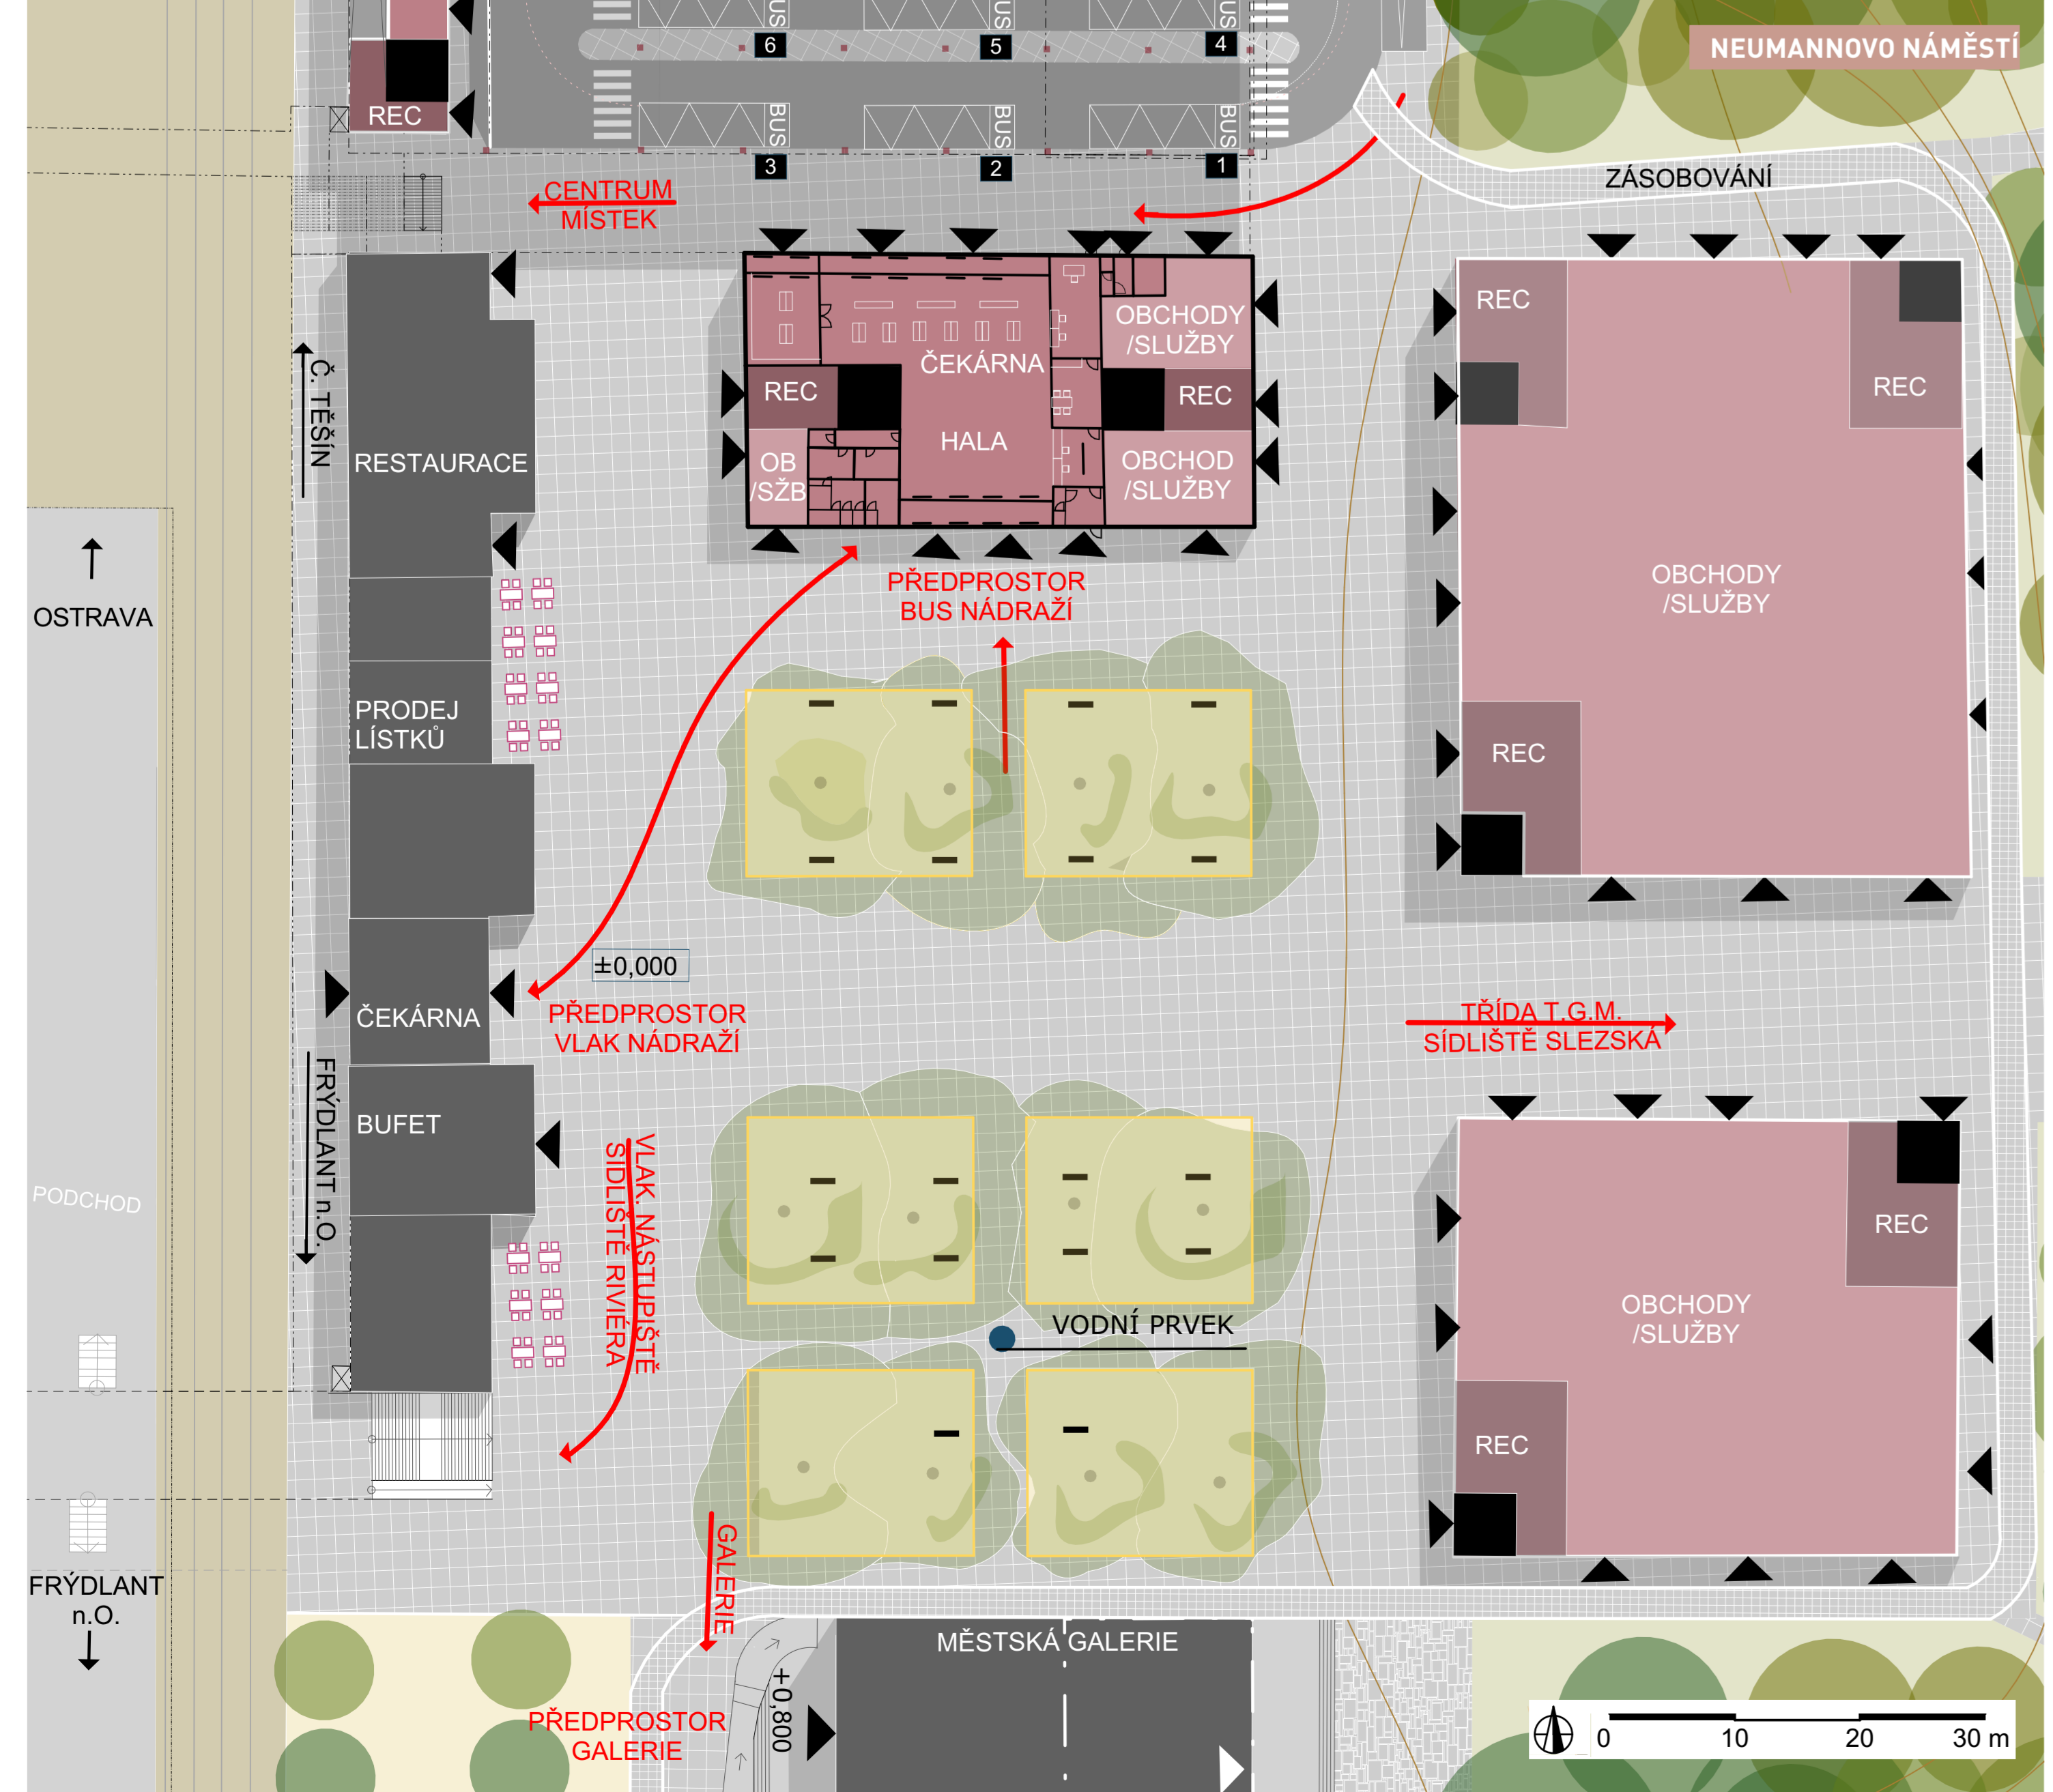 BUS
BUS
BUS
6
5
4
NEUMANNOVO NÁMĚSTÍ
REC
BUS
BUS
BUS
3
2
1
ZÁSOBOVÁNÍ
CENTRUM
MÍSTEK
Č. TĚŠÍN
RESTAURACE
OBCHODY
/SLUŽBY
ČEKÁRNA
REC
REC
HALA
OB
/SŽB
OBCHOD
/SLUŽBY
REC
REC
OSTRAVA
PŘEDPROSTOR
BUS NÁDRAŽÍ
OBCHODY
/SLUŽBY
PRODEJ
LÍSTKŮ
REC
±0,000
ČEKÁRNA
PŘEDPROSTOR
VLAK NÁDRAŽÍ
TŘÍDA T.G.M.
SÍDLIŠTĚ SLEZSKÁ
FRÝDLANT n.O.
BUFET
PODCHOD
VLAK. NÁSTUPIŠTĚ
SÍDLIŠTĚ RIVIÉRA
REC
VODNÍ PRVEK
OBCHODY
/SLUŽBY
REC
GALERIE
FRÝDLANT
n.O.
MĚSTSKÁ GALERIE
+0,800
PŘEDPROSTOR
GALERIE
0 10 20 30 m